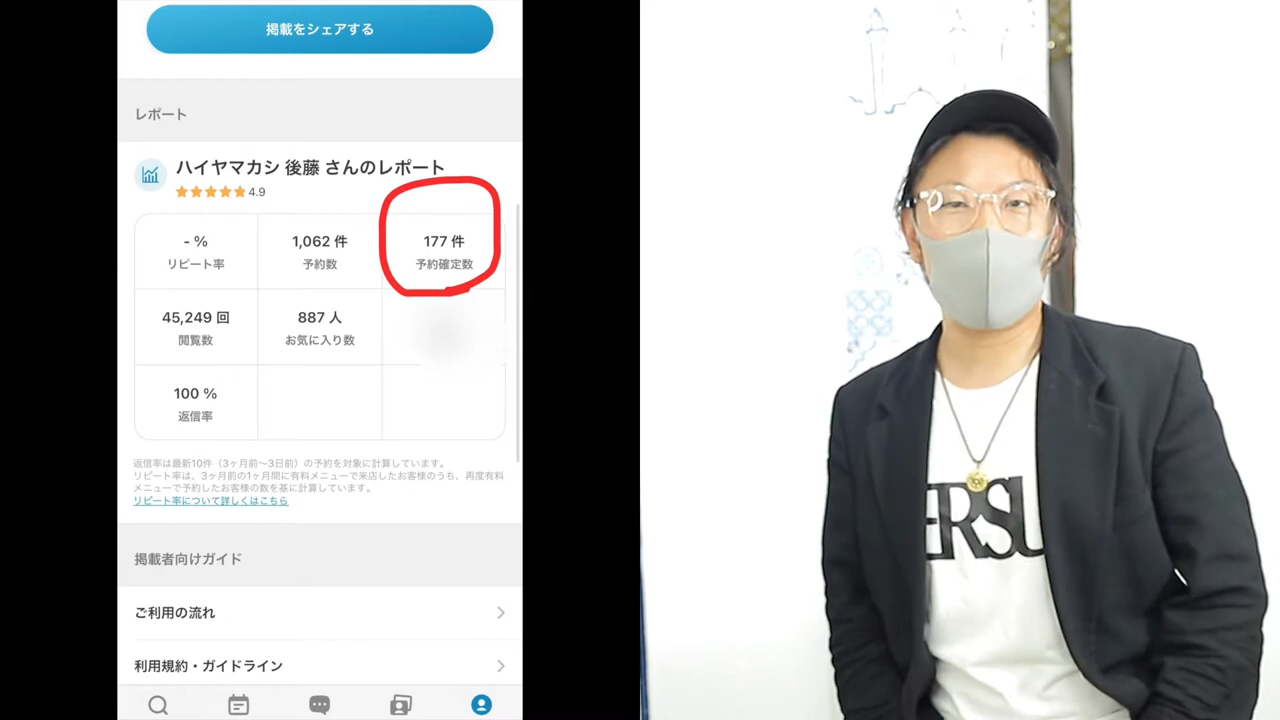 掲載をシェアする
レポート
ハイヤマカシ 後藤 さんのレポート
4.9
- %
リピート率
1,062 件
予約数
177 件
予約確定数
45,249 回
閲覧数
887 人
お気に入り数
100 %
返信率
返信率は最新10件（3ヶ月前〜3日前）の予約を対象に計算しています。
リピート率は、3ヶ月前の1ヶ月間に有料メニューで来店したお客様のうち、再度有料
メニューで予約したお客様の数を基に計算しています。
リピート率について詳しくはこちら
掲載者向けガイド
ご利用の流れ
利用規約・ガイドライン
ERSU